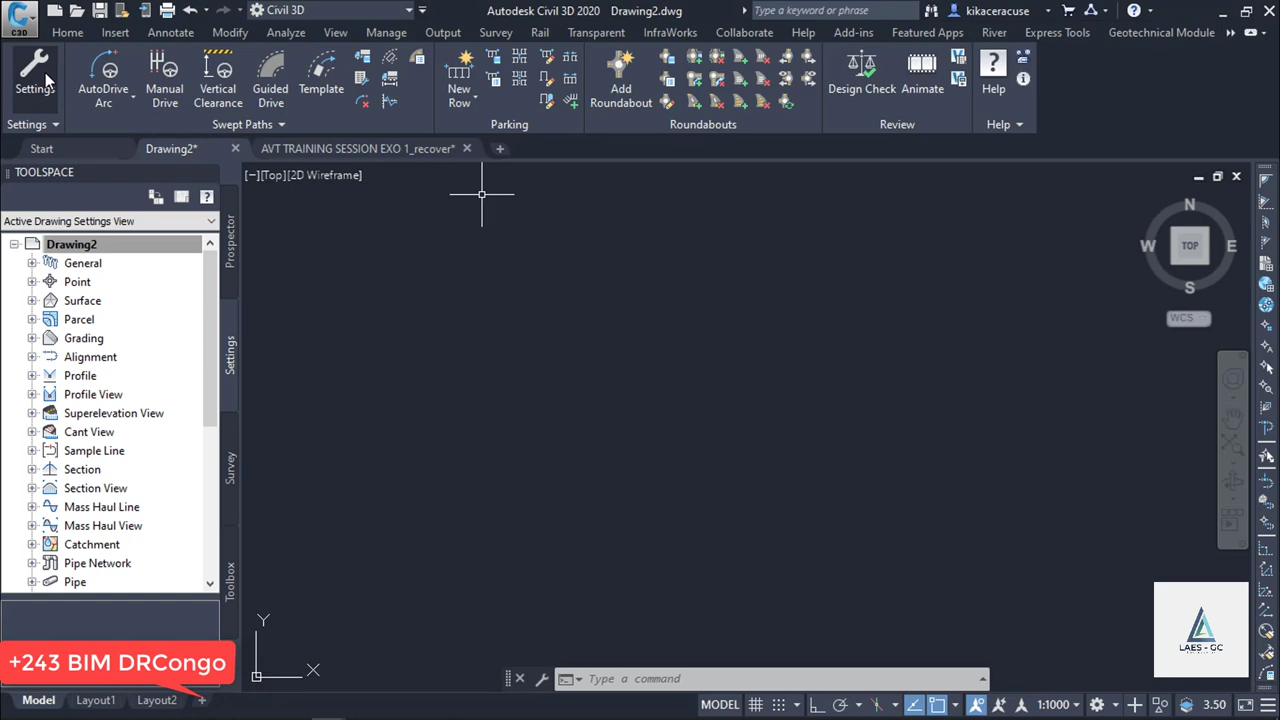 C3D Civil 3D Autodesk Civil 3D 2020 Drawing2.dwg Type a keyword or phrase kikaceracuse
Home Insert Annotate Modify Analyze View Manage Output Survey Rail Transparent InfraWorks Collaborate Help Add-ins Featured Apps River Express Tools Geotechnical Module
Settings AutoDrive Arc Manual Drive Vertical Clearance Guided Drive Template New Row Add Roundabout Design Check Animate Help
Settings Swept Paths Parking Roundabouts Review Help
Start Drawing2* AVT TRAINING SESSION EXO 1_recover*
TOOLSPACE
[−][Top][2D Wireframe]
Active Drawing Settings View
Drawing2
General
Point
Surface
Parcel
Grading
Alignment
Profile
Profile View
Superelevation View
Cant View
Sample Line
Section
Section View
Mass Haul Line
Mass Haul View
Catchment
Pipe Network
Pipe
Prospector
Settings
Survey
Toolbox
N
W TOP E
S
WCS
Y
X
LAES - GC
+243 BIM DRCongo
Type a command
Model Layout1 Layout2 +
MODEL 1:1000 3.50